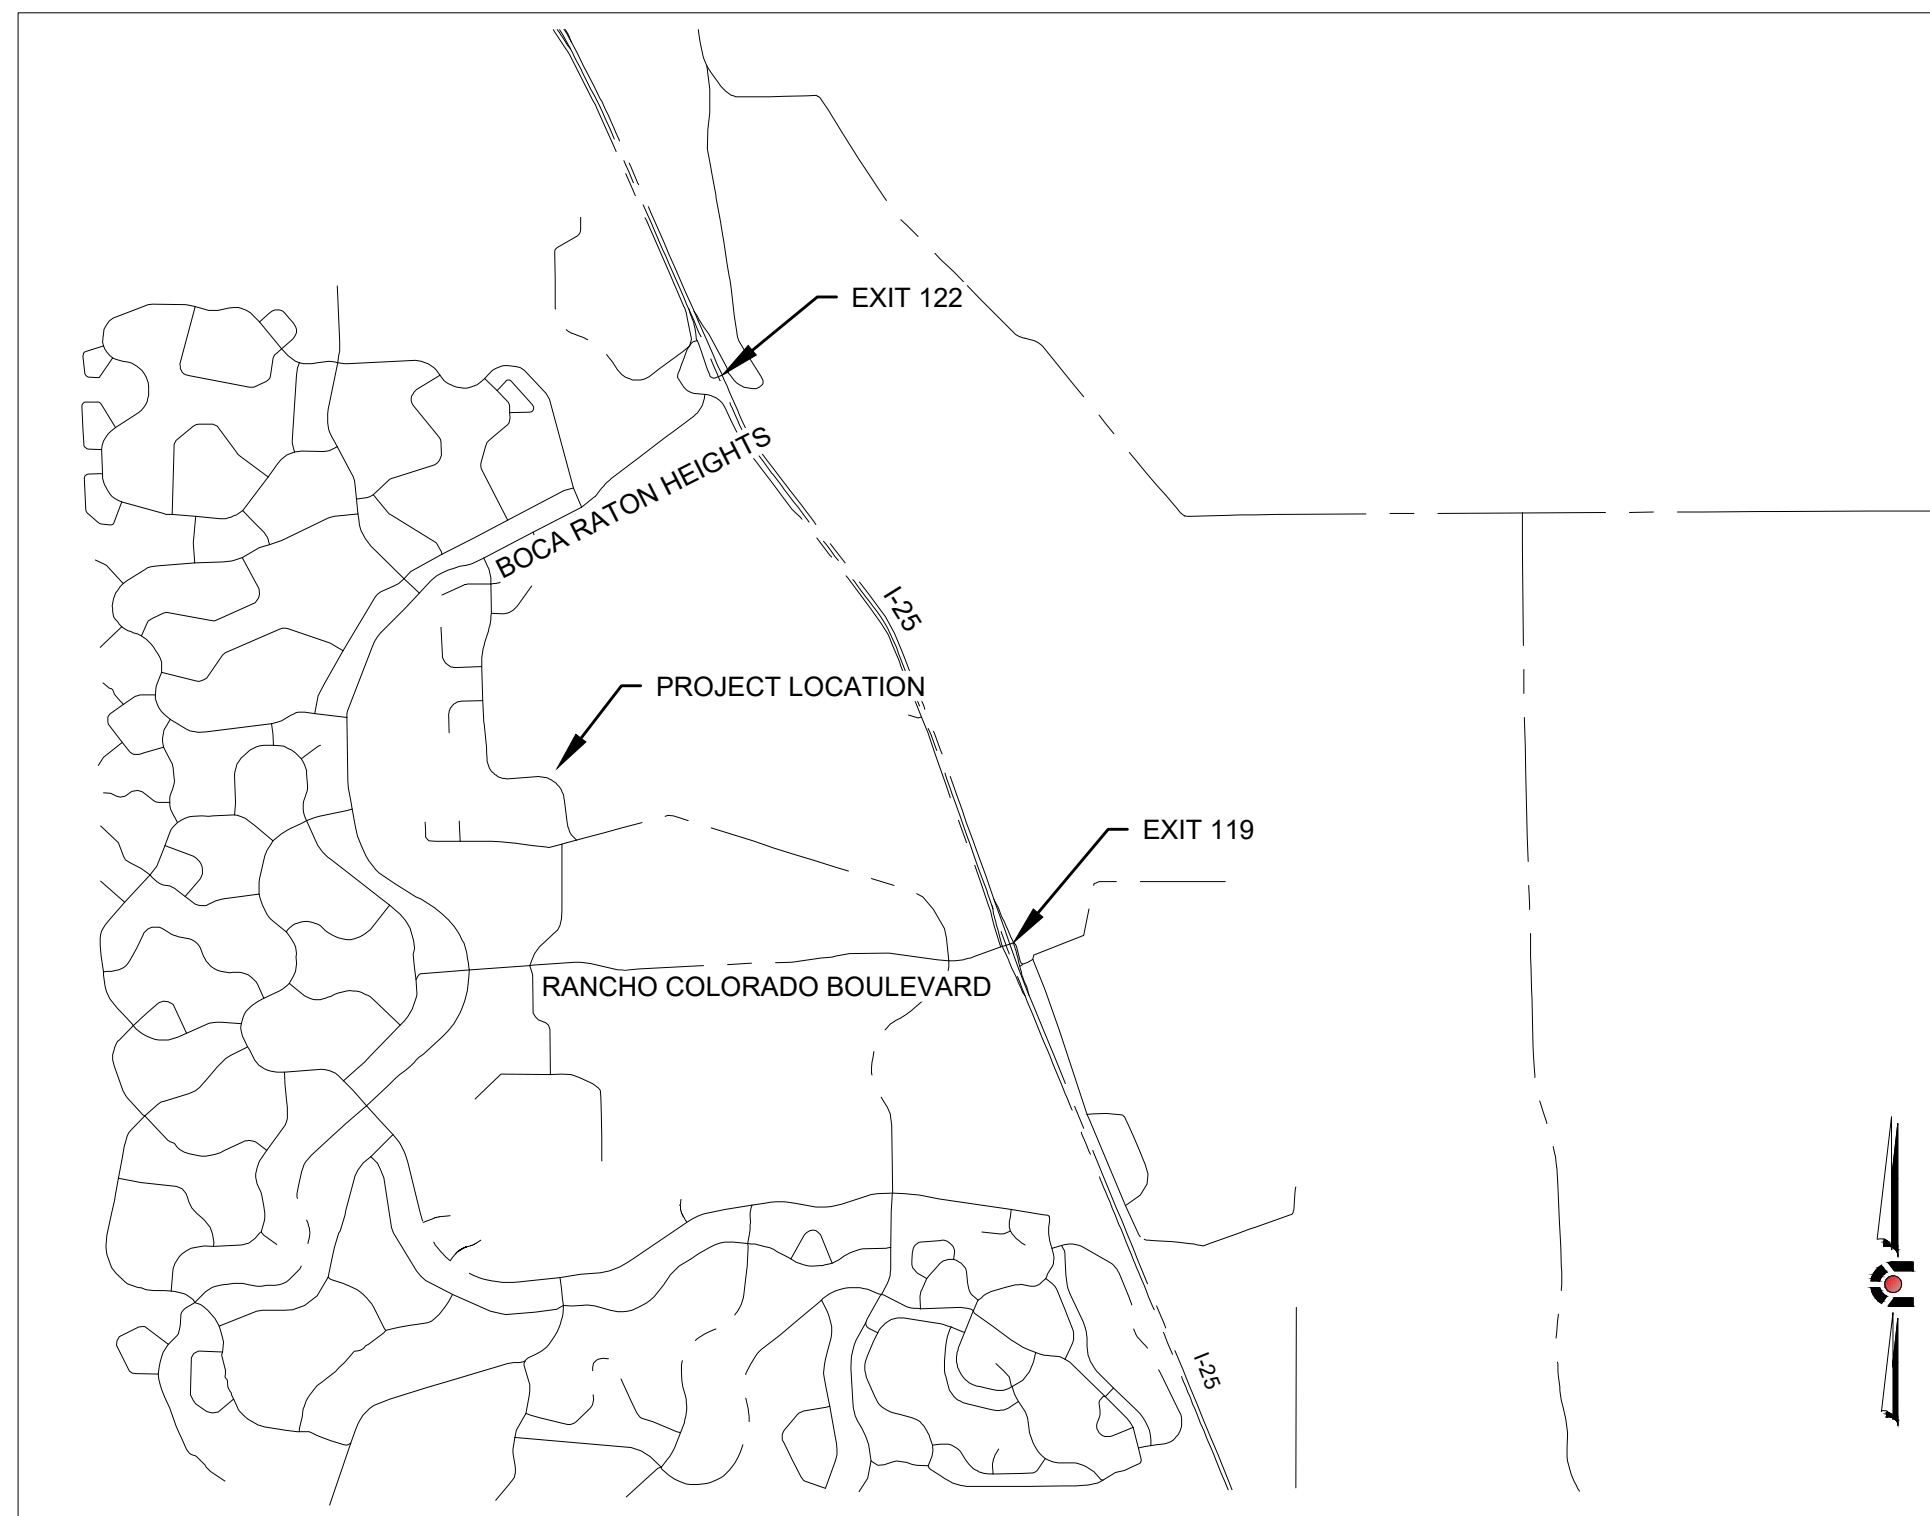 EXIT 122
BOCA RATON HEIGHTS
I-25
PROJECT LOCATION
EXIT 119
RANCHO COLORADO BOULEVARD
I-25